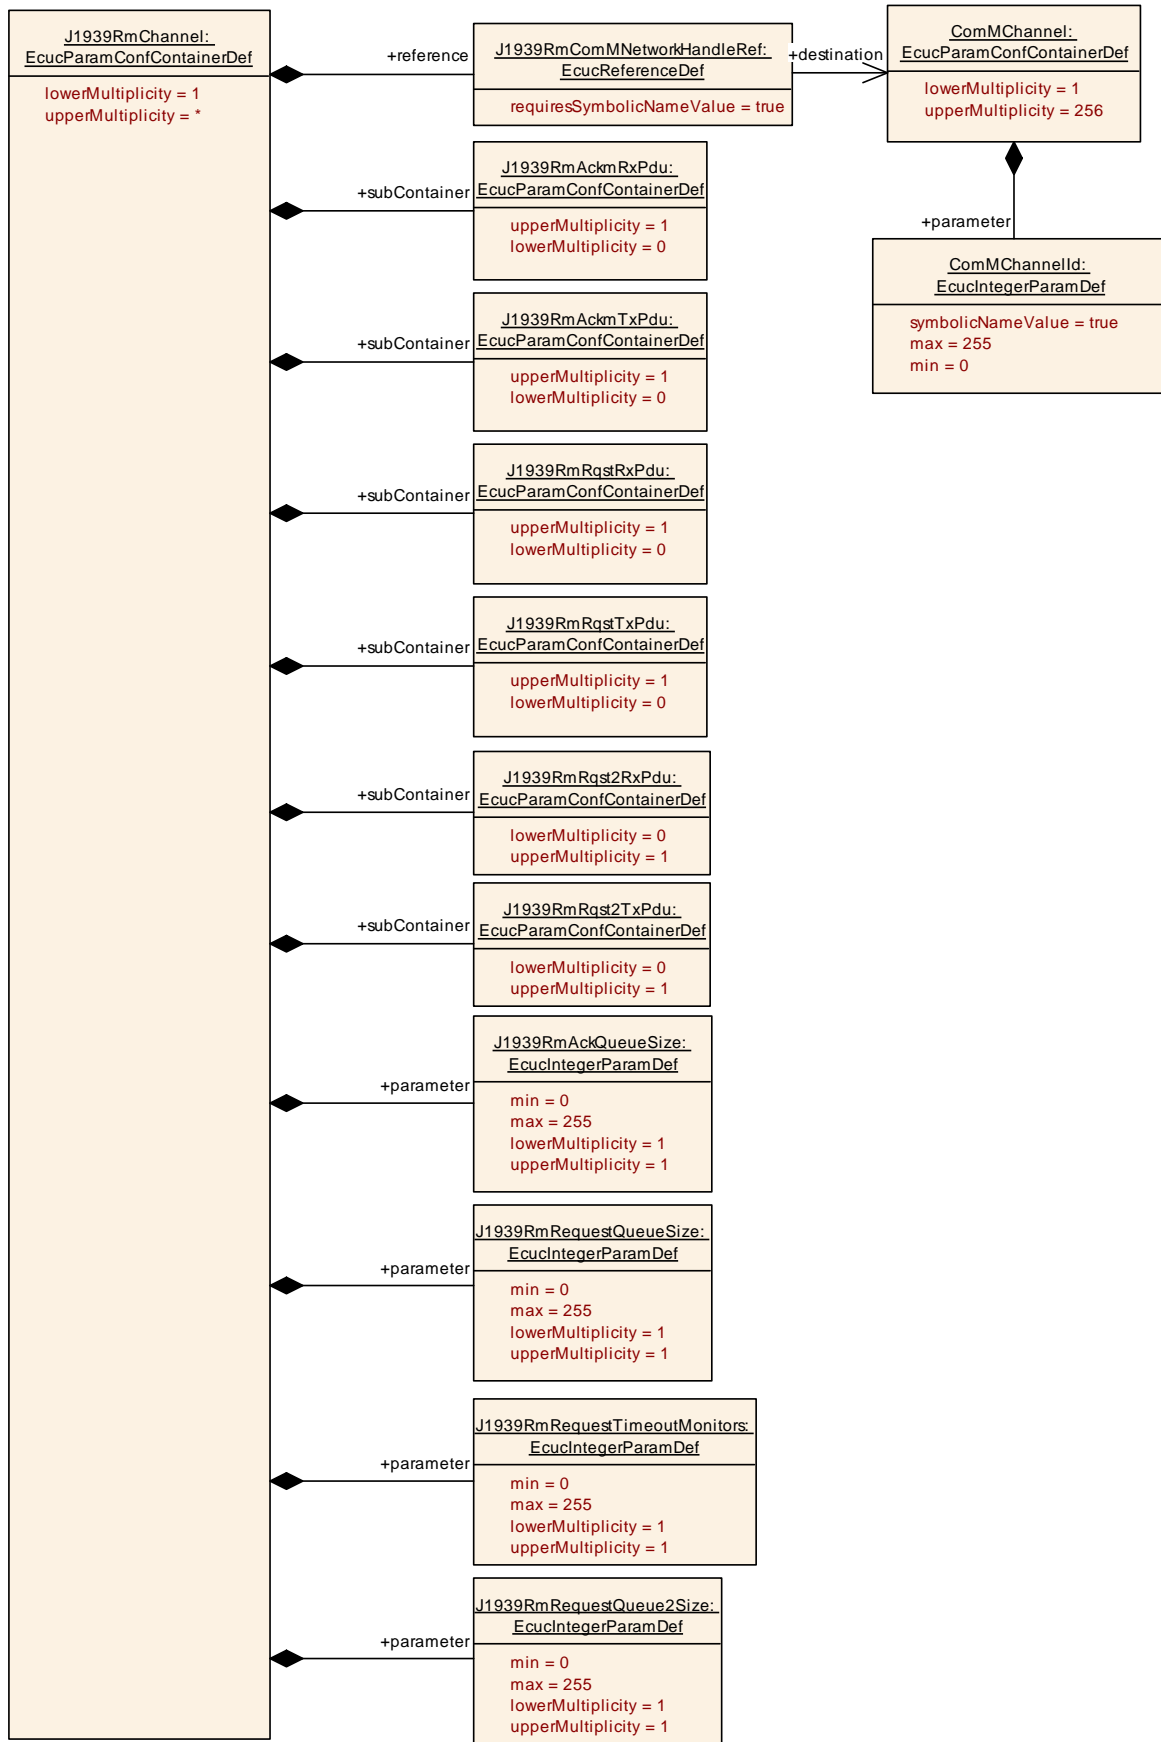 J1939RmChannel:
EcucParamConfContainerDef
lowerMultiplicity = 1
upperMultiplicity = *
+reference
J1939RmComMNetworkHandleRef:
EcucReferenceDef
requiresSymbolicNameValue = true
+destination
ComMChannel:
EcucParamConfContainerDef
lowerMultiplicity = 1
upperMultiplicity = 256
+parameter
ComMChannelId:
EcucIntegerParamDef
symbolicNameValue = true
max = 255
min = 0
+subContainer
J1939RmAckmRxPdu:
EcucParamConfContainerDef
upperMultiplicity = 1
lowerMultiplicity = 0
+subContainer
J1939RmAckmTxPdu:
EcucParamConfContainerDef
upperMultiplicity = 1
lowerMultiplicity = 0
+subContainer
J1939RmRqstRxPdu:
EcucParamConfContainerDef
upperMultiplicity = 1
lowerMultiplicity = 0
+subContainer
J1939RmRqstTxPdu:
EcucParamConfContainerDef
upperMultiplicity = 1
lowerMultiplicity = 0
+subContainer
J1939RmRqst2RxPdu:
EcucParamConfContainerDef
lowerMultiplicity = 0
upperMultiplicity = 1
+subContainer
J1939RmRqst2TxPdu:
EcucParamConfContainerDef
lowerMultiplicity = 0
upperMultiplicity = 1
+parameter
J1939RmAckQueueSize:
EcucIntegerParamDef
min = 0
max = 255
lowerMultiplicity = 1
upperMultiplicity = 1
+parameter
J1939RmRequestQueueSize:
EcucIntegerParamDef
min = 0
max = 255
lowerMultiplicity = 1
upperMultiplicity = 1
+parameter
J1939RmRequestTimeoutMonitors:
EcucIntegerParamDef
min = 0
max = 255
lowerMultiplicity = 1
upperMultiplicity = 1
+parameter
J1939RmRequestQueue2Size:
EcucIntegerParamDef
min = 0
max = 255
lowerMultiplicity = 1
upperMultiplicity = 1